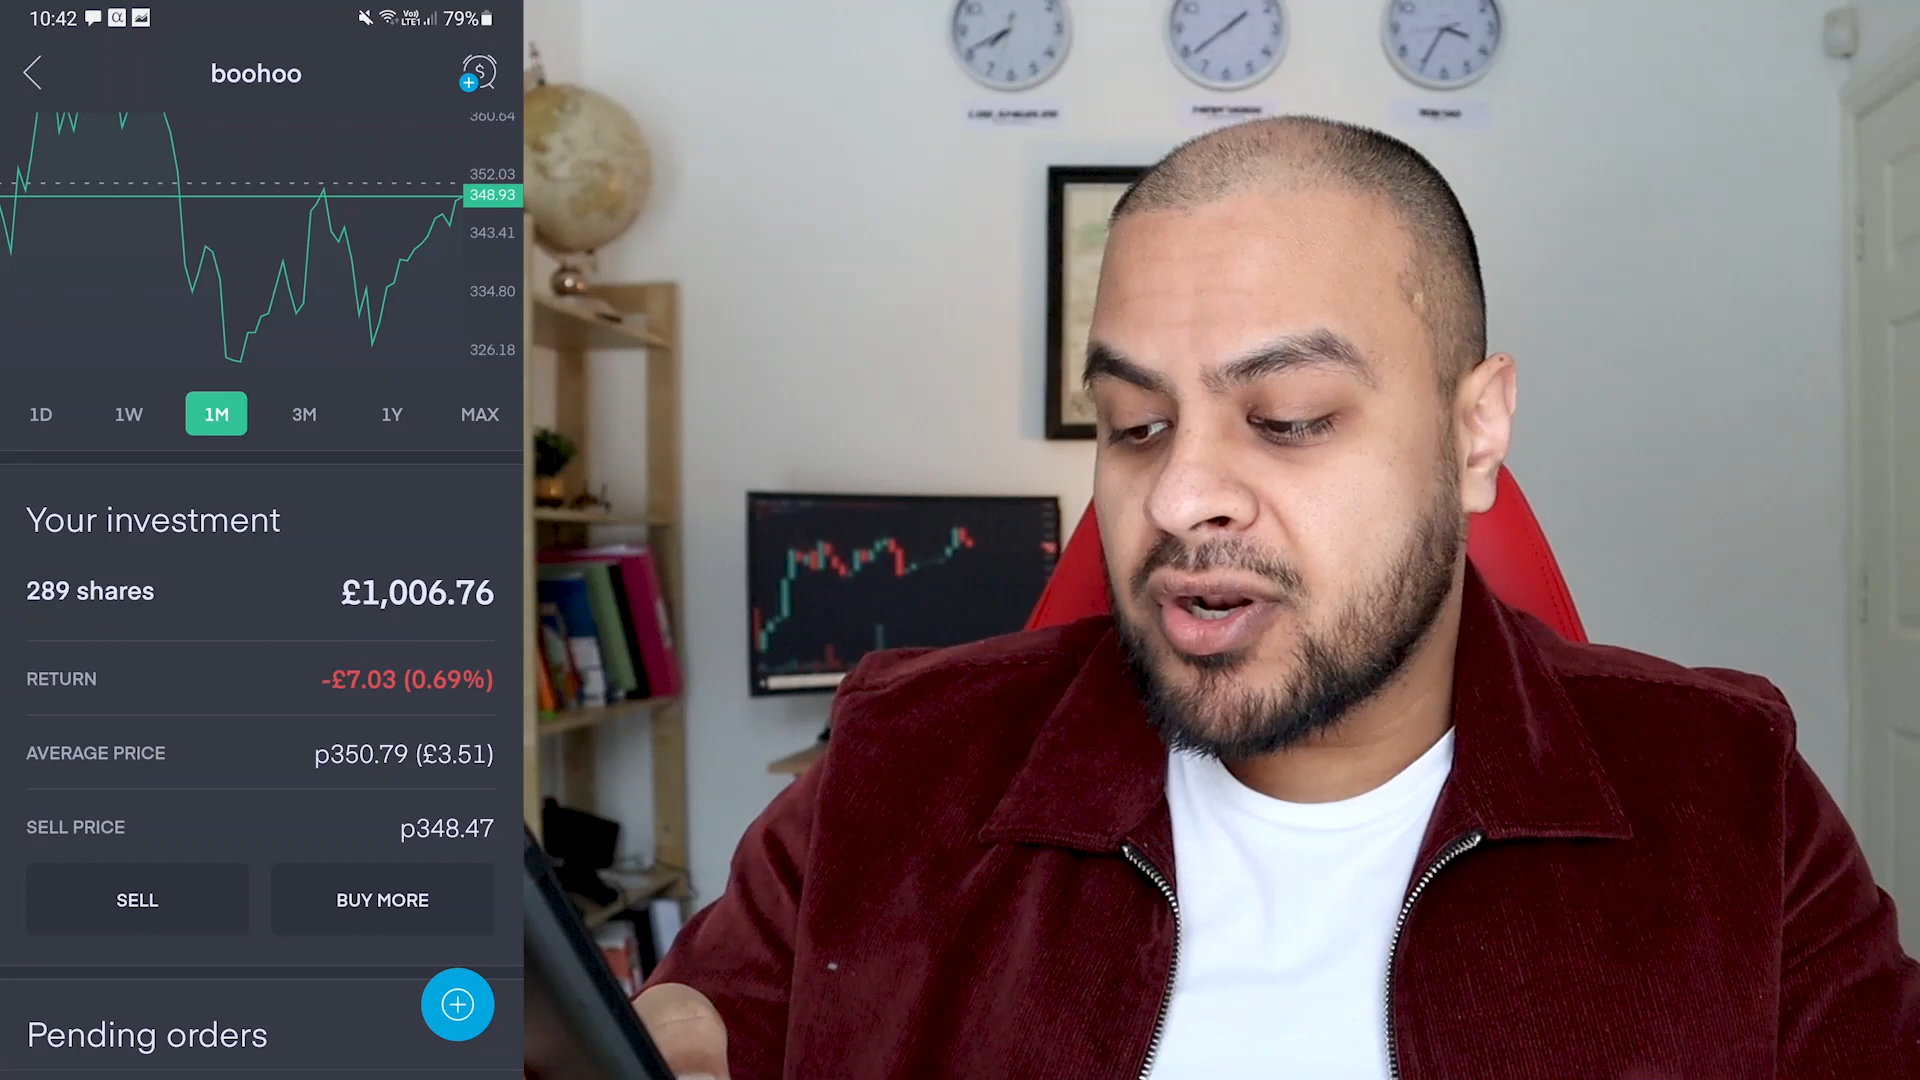 10:42 79%
boohoo
360.64
352.03
348.93
343.41
334.80
326.18
1D 1W 1M 3M 1Y MAX
Your investment
289 shares £1,006.76
RETURN -£7.03 (0.69%)
AVERAGE PRICE p350.79 (£3.51)
SELL PRICE p348.47
SELL BUY MORE
Pending orders